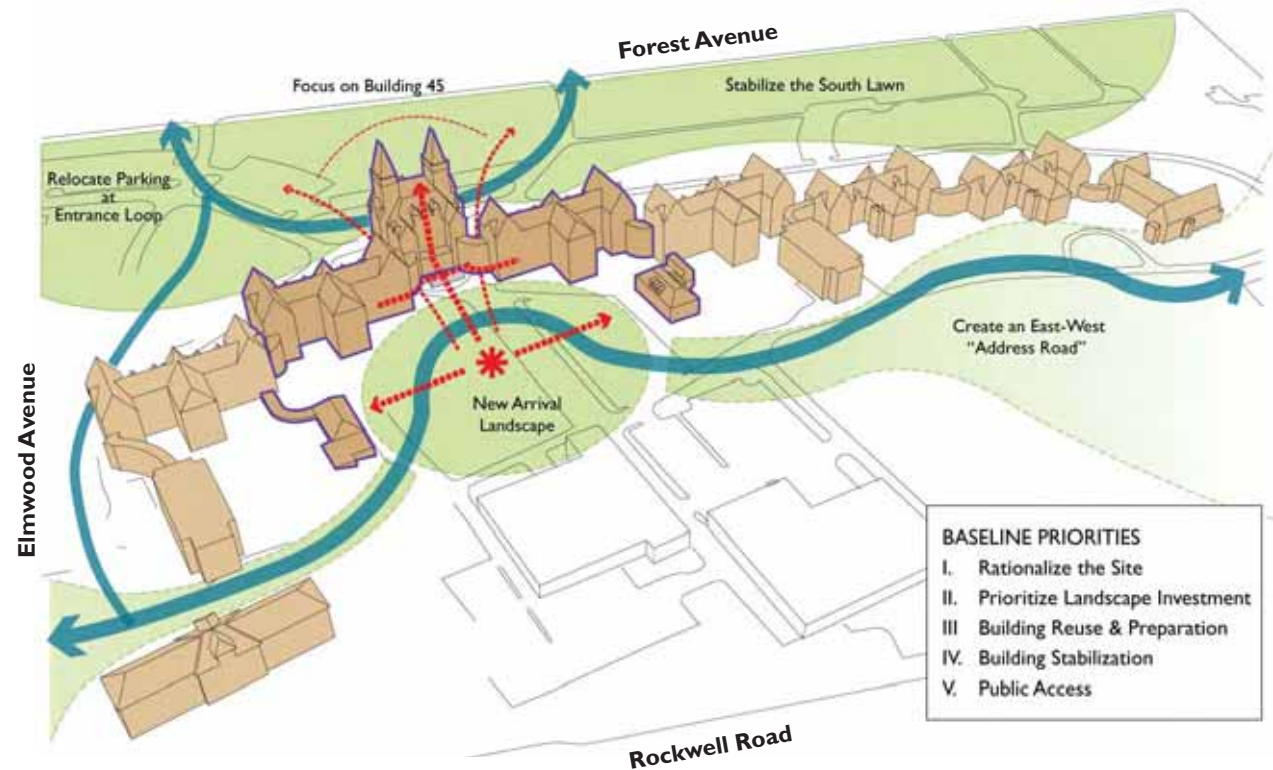 Forest Avenue
Focus on Building 45
Stabilize the South Lawn
Relocate Parking
at
Entrance Loop
Elmwood Avenue
Create an East-West
"Address Road"
New Arrival
Landscape
BASELINE PRIORITIES
I. Rationalize the Site
II. Prioritize Landscape Investment
III Building Reuse & Preparation
IV. Building Stabilization
V. Public Access
Rockwell Road